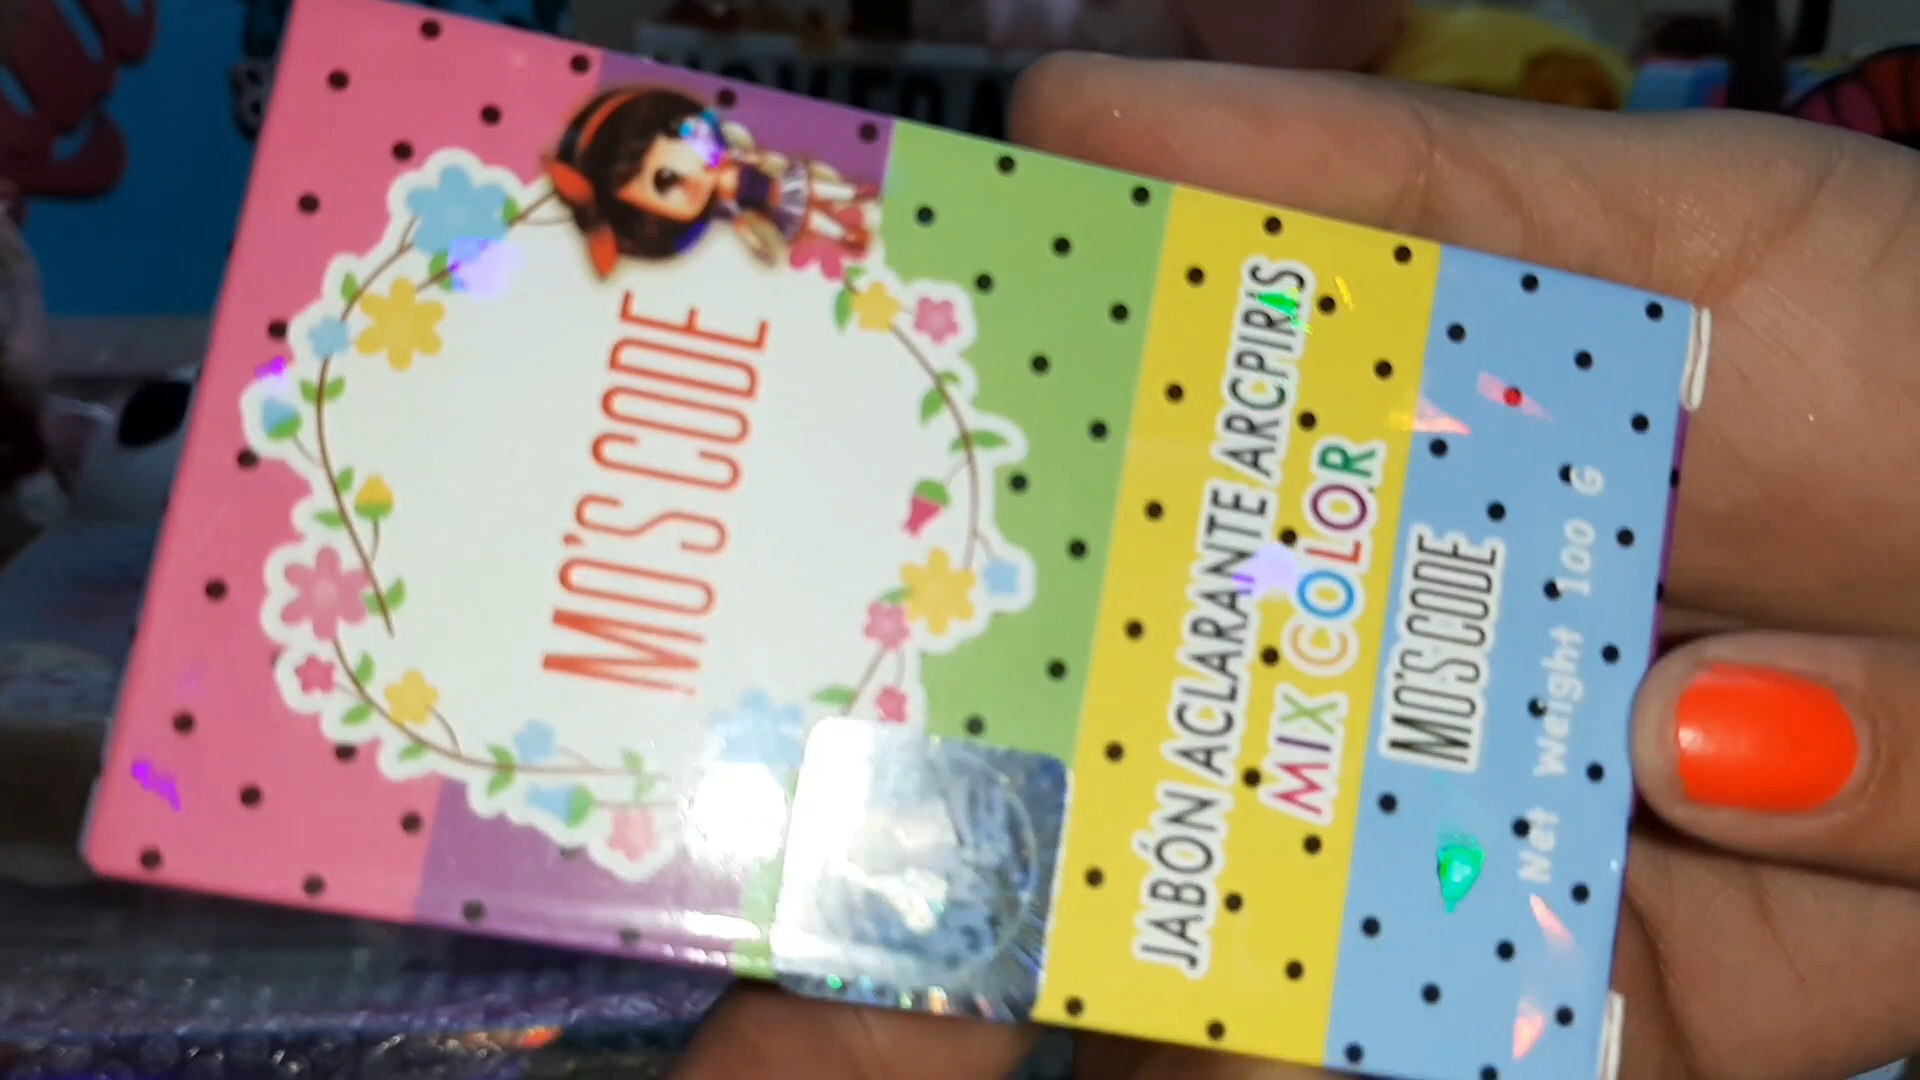 MO'S CODE
JABÓN ACLARANTE ARCPIRIS
MIX COLOR
MO'S CODE
Net Weight 100 G